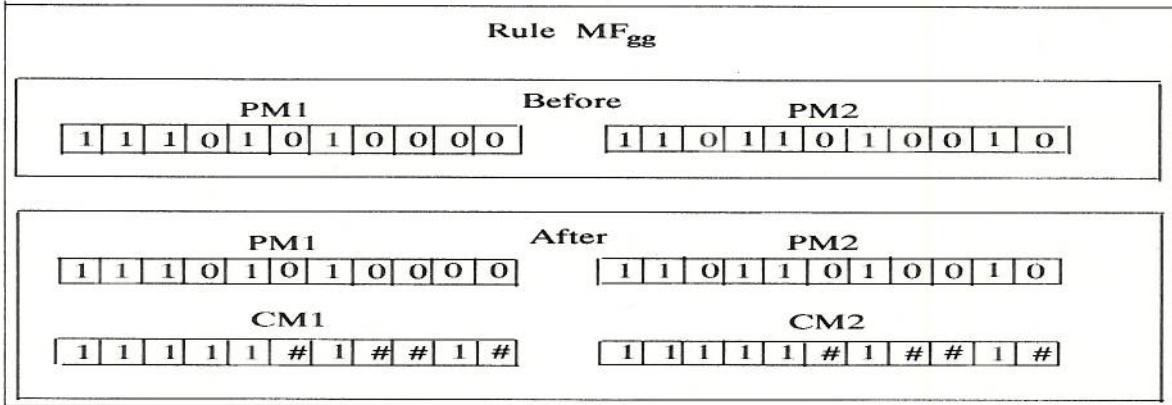 Rule MFgg
Before
PM1 PM2
1 1 1 0 1 0 1 0 0 0 0 1 1 0 1 1 0 1 0 0 1 0
After
PM1 PM2
1 1 1 0 1 0 1 0 0 0 0 1 1 0 1 1 0 1 0 0 1 0
CM1 CM2
1 1 1 1 1 # 1 # # 1 # 1 1 1 1 1 # 1 # # 1 #